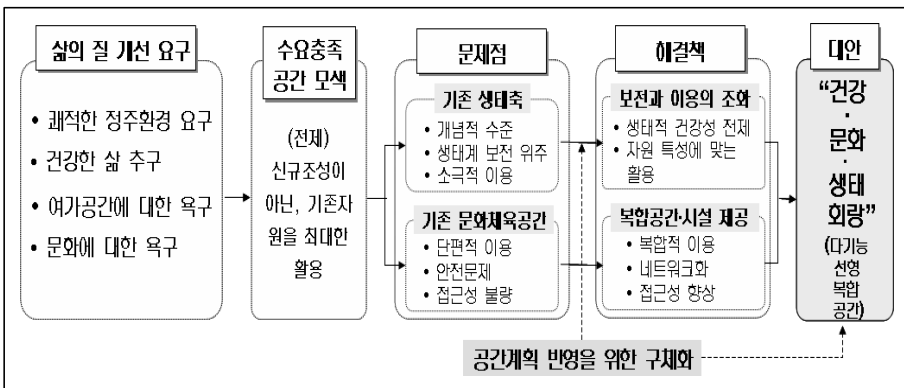 삶의 질 개선 요구
• 쾌적한 정주환경 요구
• 건강한 삶 추구
• 여가공간에 대한 욕구
• 문화에 대한 욕구
수요충족
공간 모색
(전제)
신규조성이
아닌, 기존자
원을 최대한
활용
문제점
기존 생태축
• 개념적 수준
• 생태계 보전 위주
• 소극적 이용
기존 문화체육공간
• 단편적 이용
• 안전문제
• 접근성 불량
해결책
보전과 이용의 조화
• 생태적 건강성 전제
• 자원 특성에 맞는
활용
복합공간·시설 제공
• 복합적 이용
• 네트워크화
• 접근성 향상
대안
“건강
·
문화
·
생태
회랑”
(다기능
선형
복합
공간)
공간계획 반영을 위한 구체화